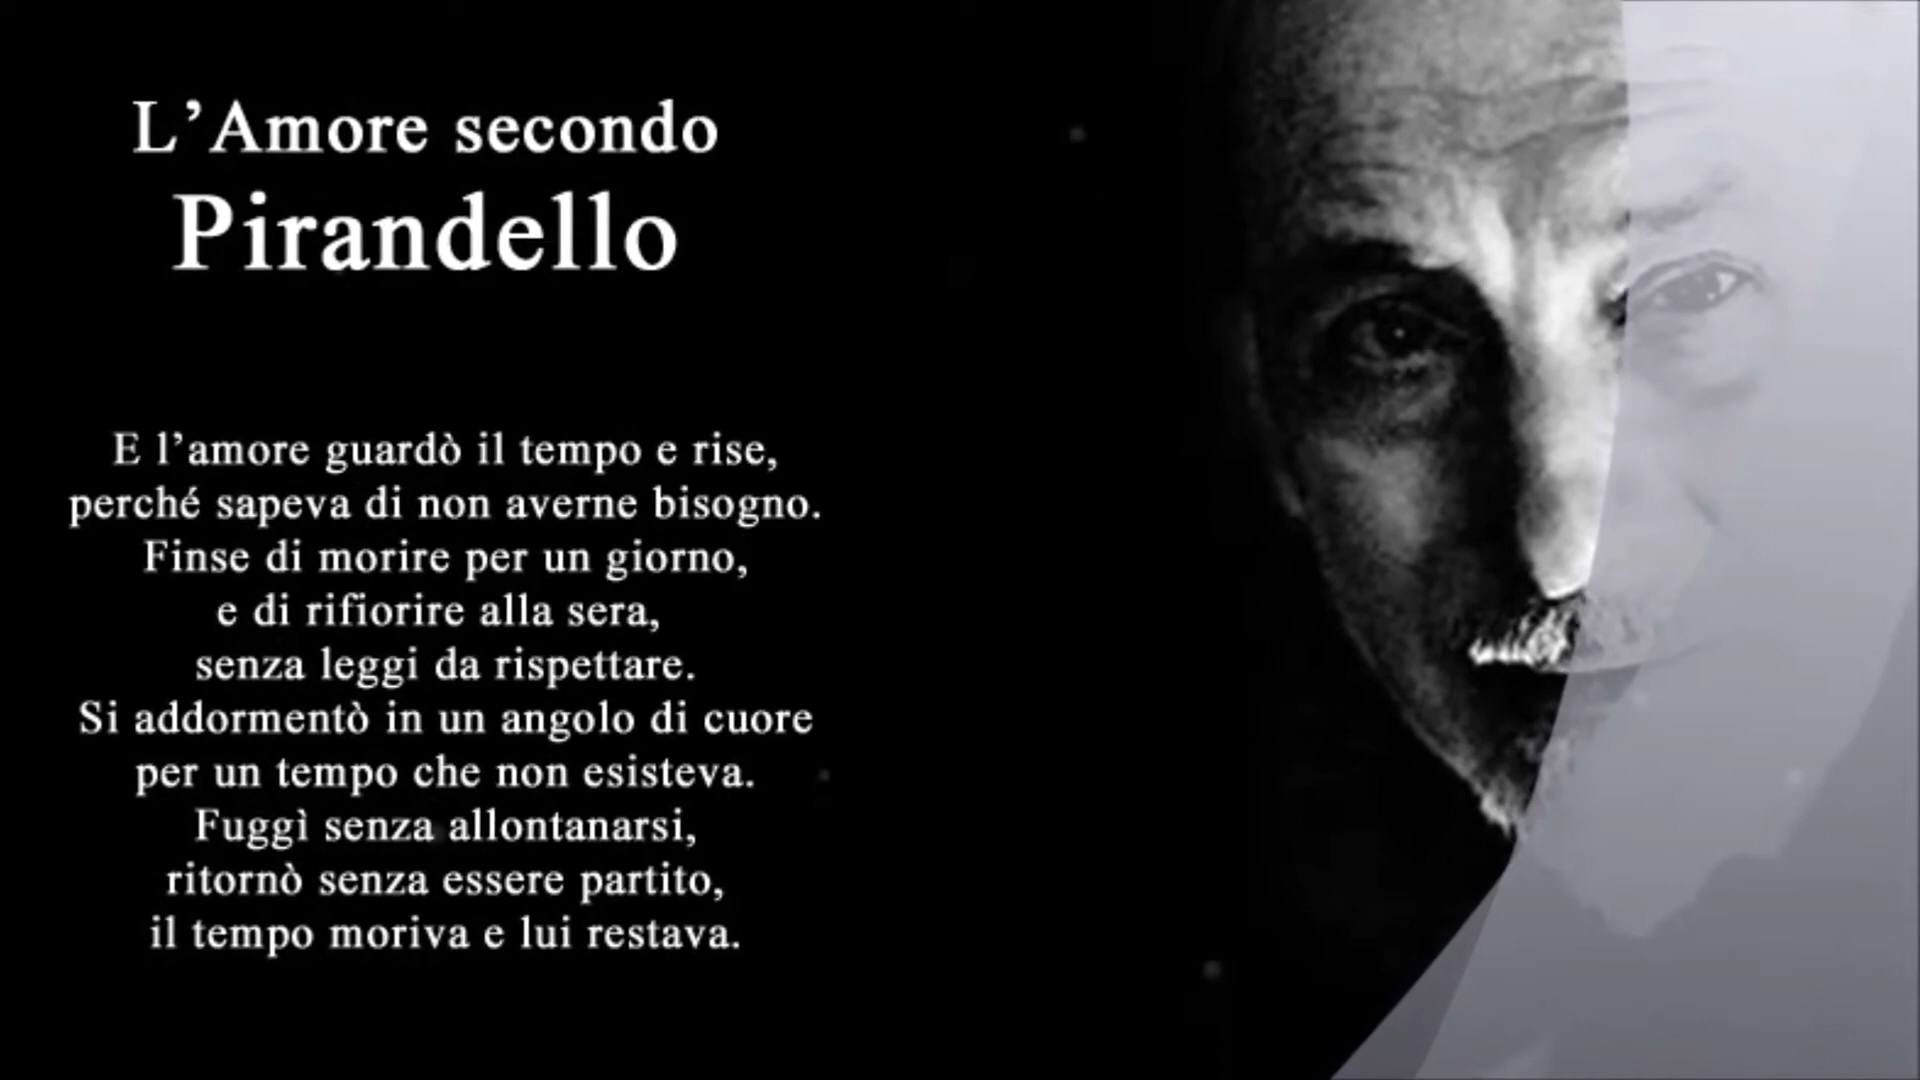 L’Amore secondo
Pirandello
E l’amore guardò il tempo e rise,
perché sapeva di non averne bisogno.
Finse di morire per un giorno,
e di rifiorire alla sera,
senza leggi da rispettare.
Si addormentò in un angolo di cuore
per un tempo che non esisteva.
Fuggì senza allontanarsi,
ritornò senza essere partito,
il tempo moriva e lui restava.